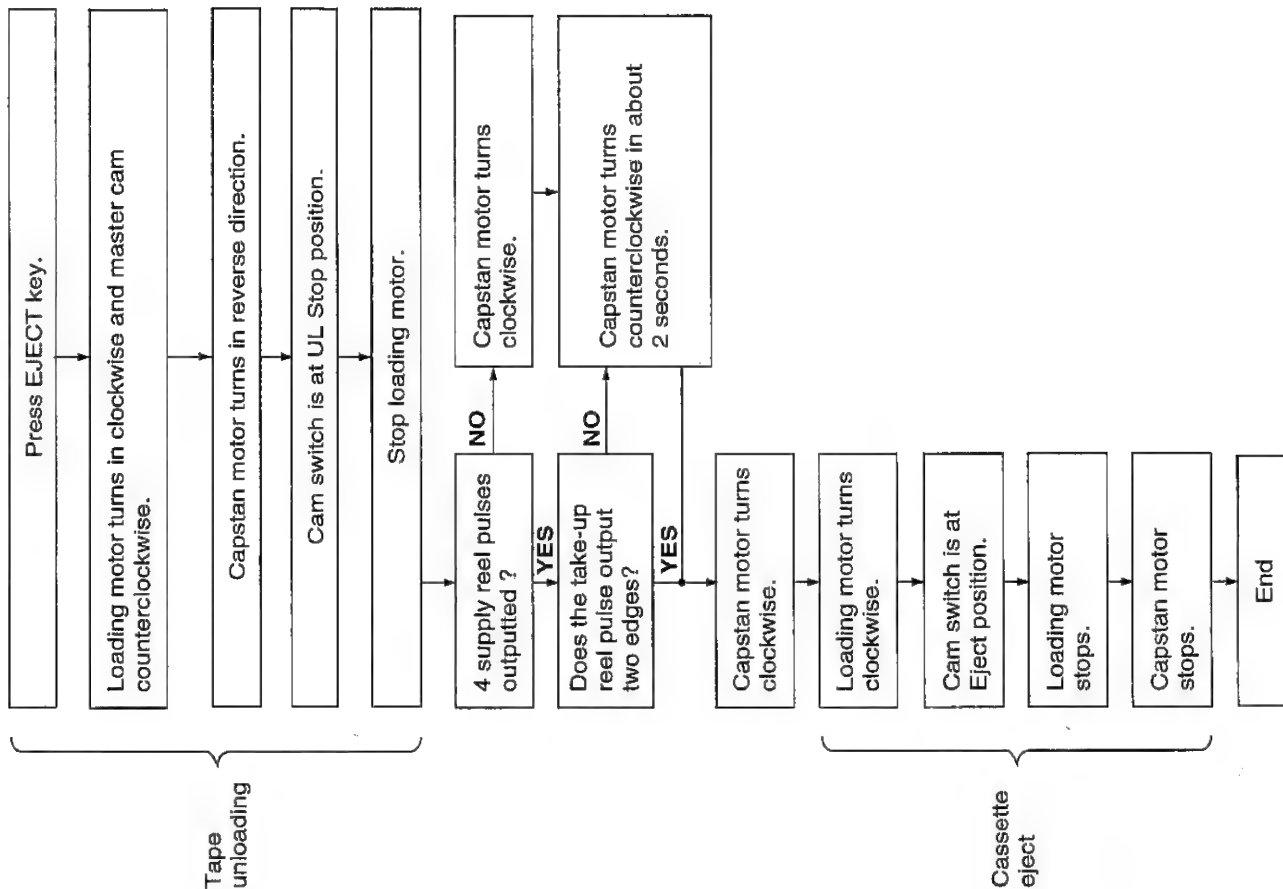 Press EJECT key.
Loading motor turns in clockwise and master cam
counterclockwise.
Capstan motor turns in reverse direction.
Cam switch is at UL Stop position.
Stop loading motor.
Tape
unloading
4 supply reel pulses
outputted ?
NO
Capstan motor turns
clockwise.
YES
Does the take-up
reel pulse output
two edges?
NO
Capstan motor turns
counterclockwise in about
2 seconds.
YES
Capstan motor turns
clockwise.
Loading motor turns
clockwise.
Cam switch is at
Eject position.
Loading motor
stops.
Capstan motor
stops.
Cassette
eject
End